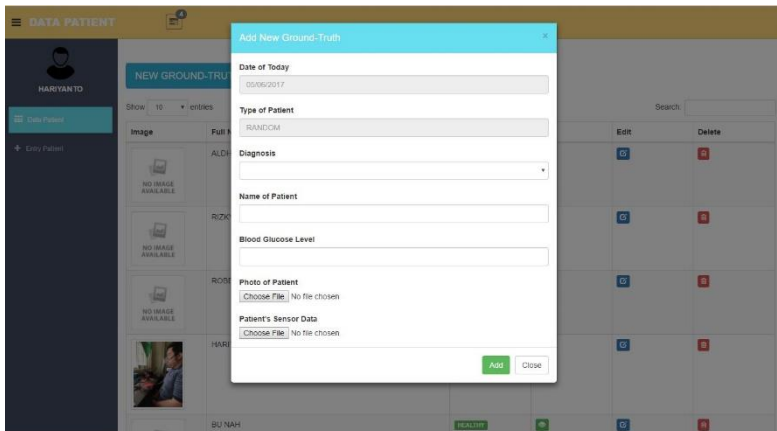 DATA PATIENT
4
Add New Ground-Truth
×
HARIYANTO
Data Patient
Entry Patient
NEW GROUND-TRU
Show 10 entries
Search:
Image
Full N
Edit
Delete
Date of Today
05/06/2017
Type of Patient
RANDOM
Diagnosis
Name of Patient
Blood Glucose Level
Photo of Patient
Choose File No file chosen
Patient's Sensor Data
Choose File No file chosen
Add
Close
NO IMAGE
AVAILABLE
ALDI
NO IMAGE
AVAILABLE
RIZK
NO IMAGE
AVAILABLE
ROBE
HARI
BU NAH
HEALTHY